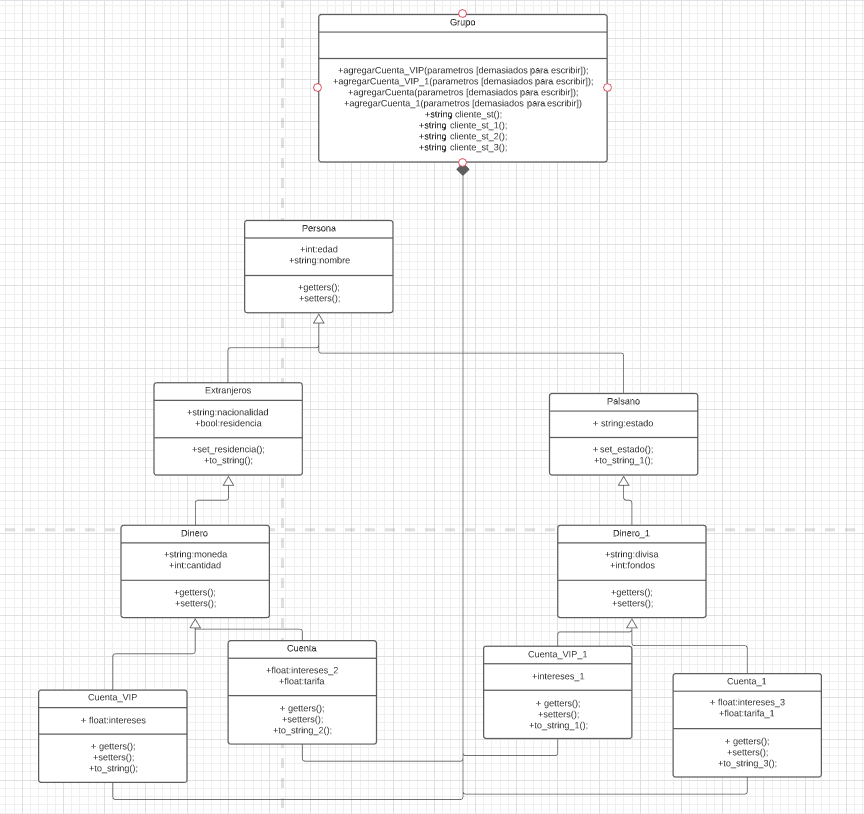 Grupo
+agregarCuenta_VIP(parametros [demasiados para escribir]);
+agregarCuenta_VIP_1(parametros [demasiados para escribir]);
+agregarCuenta(parametros [demasiados para escribir]);
+agregarCuenta_1(parametros [demasiados para escribir])
+string cliente_st();
+string cliente_st_1();
+string cliente_st_2();
+string cliente_st_3();
Persona
+int:edad
+string:nombre
+getters();
+setters();
Extranjeros
+string:nacionalidad
+bool:residencia
+set_residencia();
+to_string();
Paisano
+ string:estado
+ set_estado();
+to_string_1();
Dinero
+string:moneda
+int:cantidad
+getters();
+setters();
Dinero_1
+string:divisa
+int:fondos
+getters();
+setters();
Cuenta_VIP
+ float:intereses
+ getters();
+setters();
+to_string();
Cuenta
+float:intereses_2
+float:tarifa
+ getters();
+setters();
+to_string_2();
Cuenta_VIP_1
+intereses_1
+ getters();
+setters();
+to_string_1();
Cuenta_1
+ float:intereses_3
+float:tarifa_1
+ getters();
+setters();
+to_string_3();